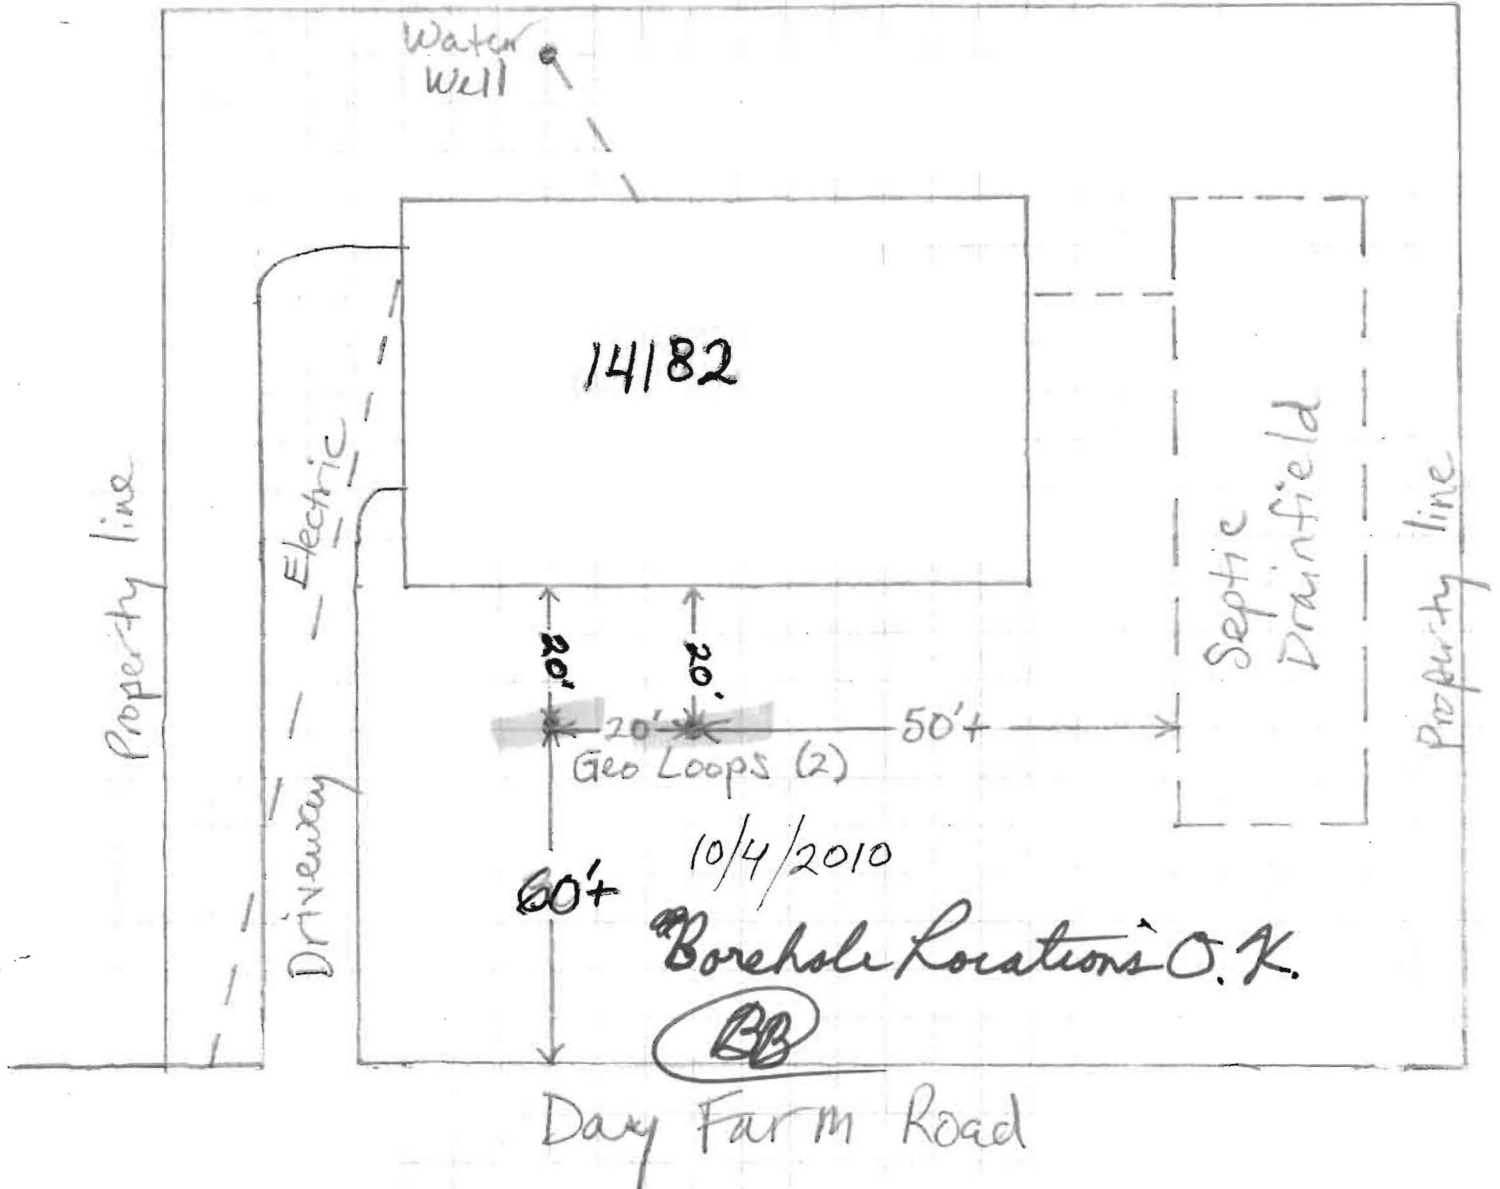 Water
Well
14182
Electric
Property line
Septic
Drainfield
Property line
20'
20'
20'
50'+
Geo Loops (2)
Driveway
10/4/2010
60'+
"Borehole Locations" O.K.
BB
Day Farm Road